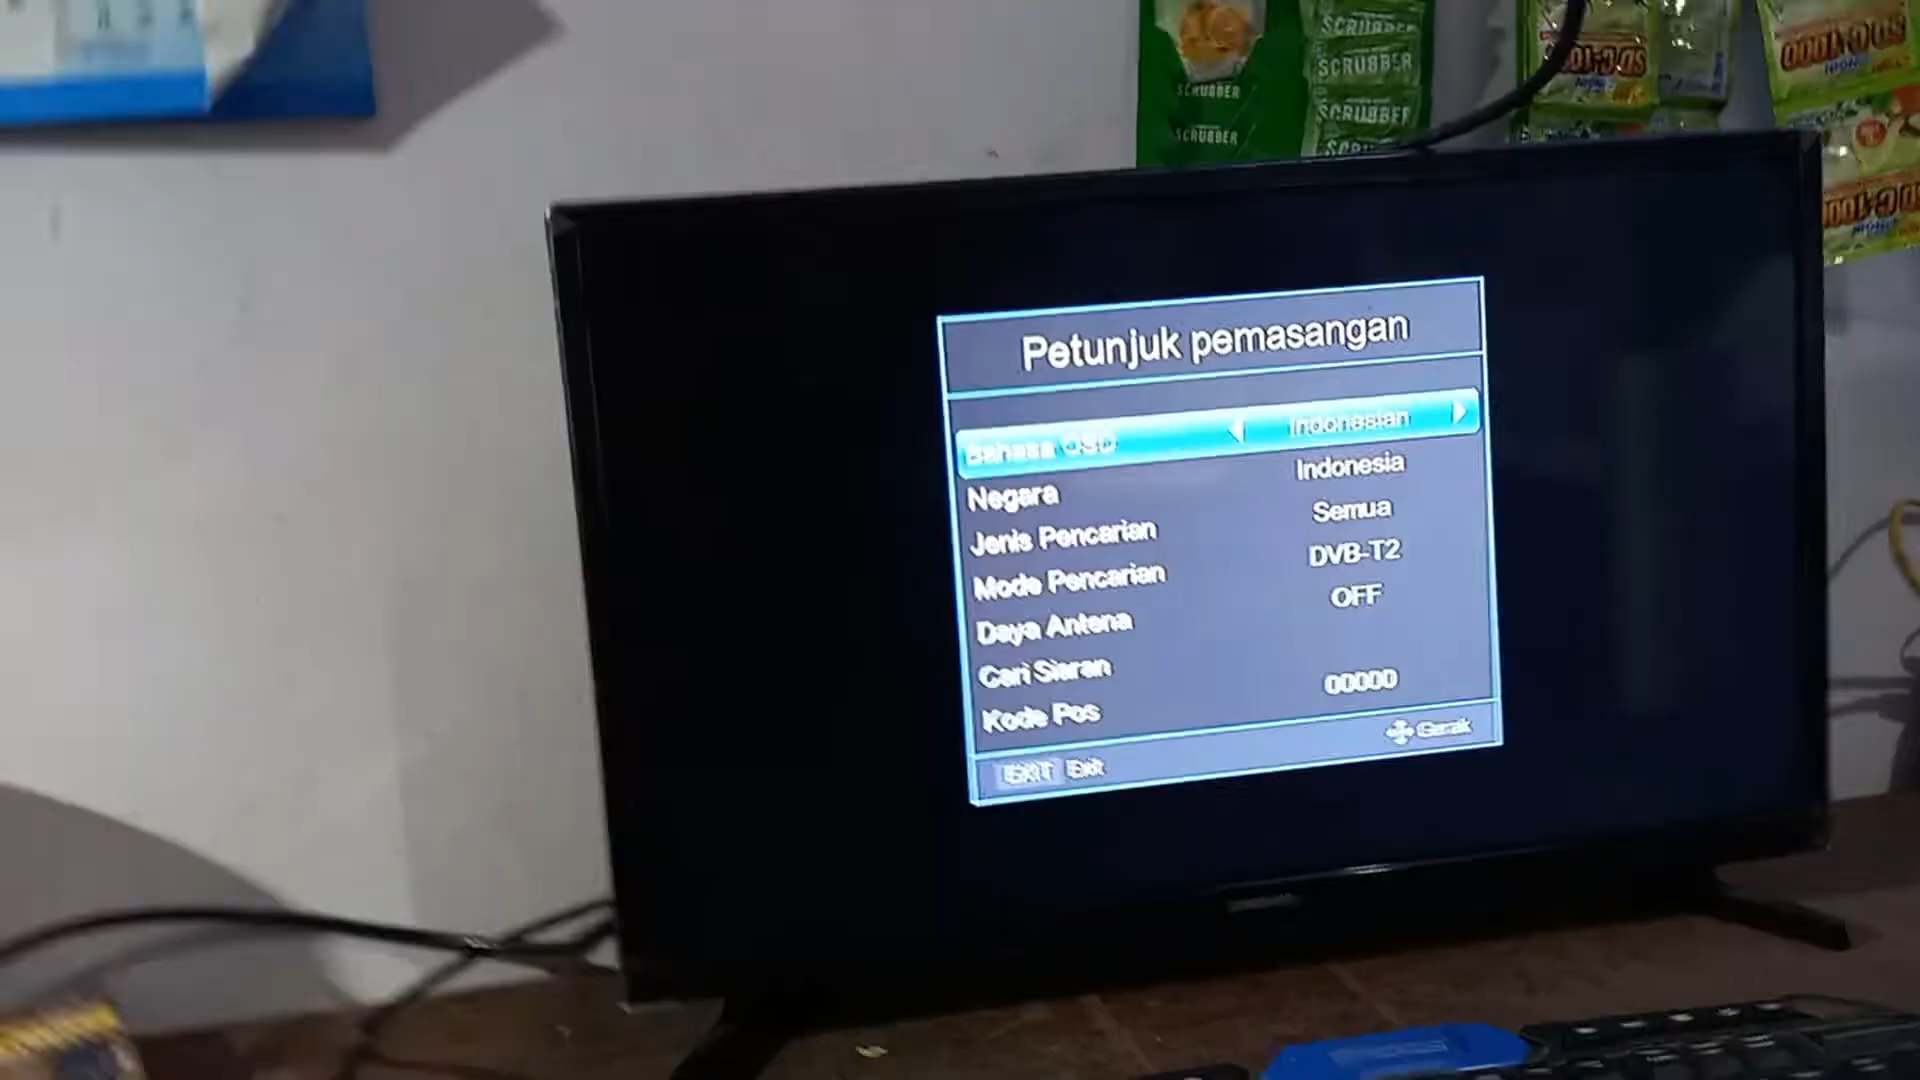 SCRUBBER
SCRUBBER
SCRUBBER
SCRUBBER
SCRUBBER
Petunjuk pemasangan
Bahasa OSD Indonesian
Negara Indonesia
Jenis Pencarian Semua
Mode Pencarian DVB-T2
Daya Antena OFF
Cari Siaran
Kode Pos 00000
EXIT Exit Gerak